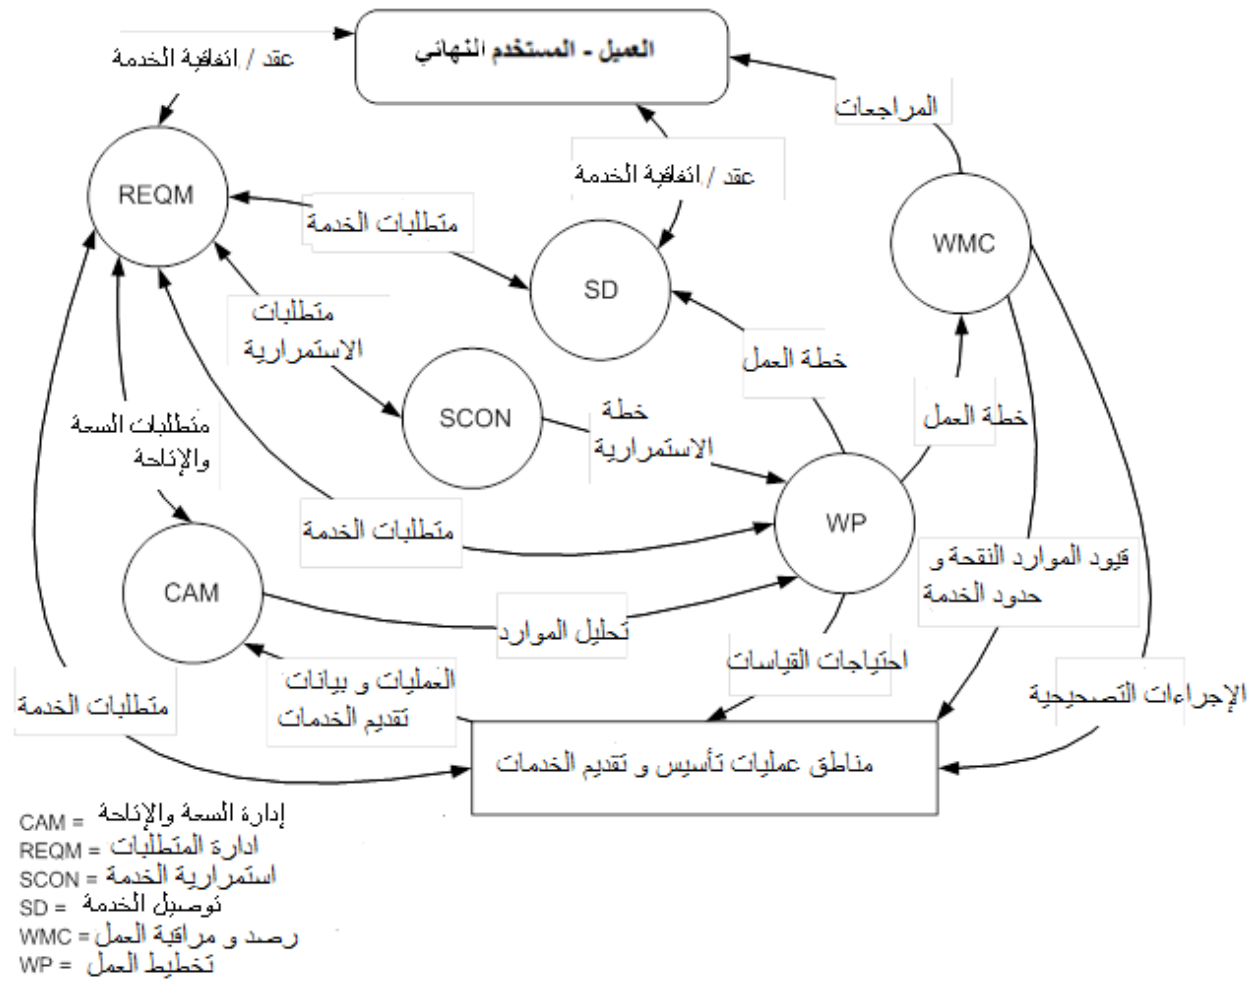 العميل - المستخدم النهائي
عقد / اتفاقية الخدمة
المراجعات
عقد / اتفاقية الخدمة
REQM
متطلبات الخدمة
WMC
SD
متطلبات
الاستمرارية
خطة العمل
SCON
خطة
الاستمرارية
خطة العمل
متطلبات السعة
والإتاحة
متطلبات الخدمة
WP
قيود الموارد النقحة و
حدود الخدمة
CAM
تحليل الموارد
احتياجات القياسات
العمليات و بيانات
تقديم الخدمات
متطلبات الخدمة
الإجراءات التصحيحية
مناطق عمليات تأسيس و تقديم الخدمات
CAM = إدارة السعة والإتاحة
REQM = ادارة المتطلبات
SCON = استمرارية الخدمة
SD = توصيل الخدمة
WMC = رصد و مراقبة العمل
WP = تخطيط العمل